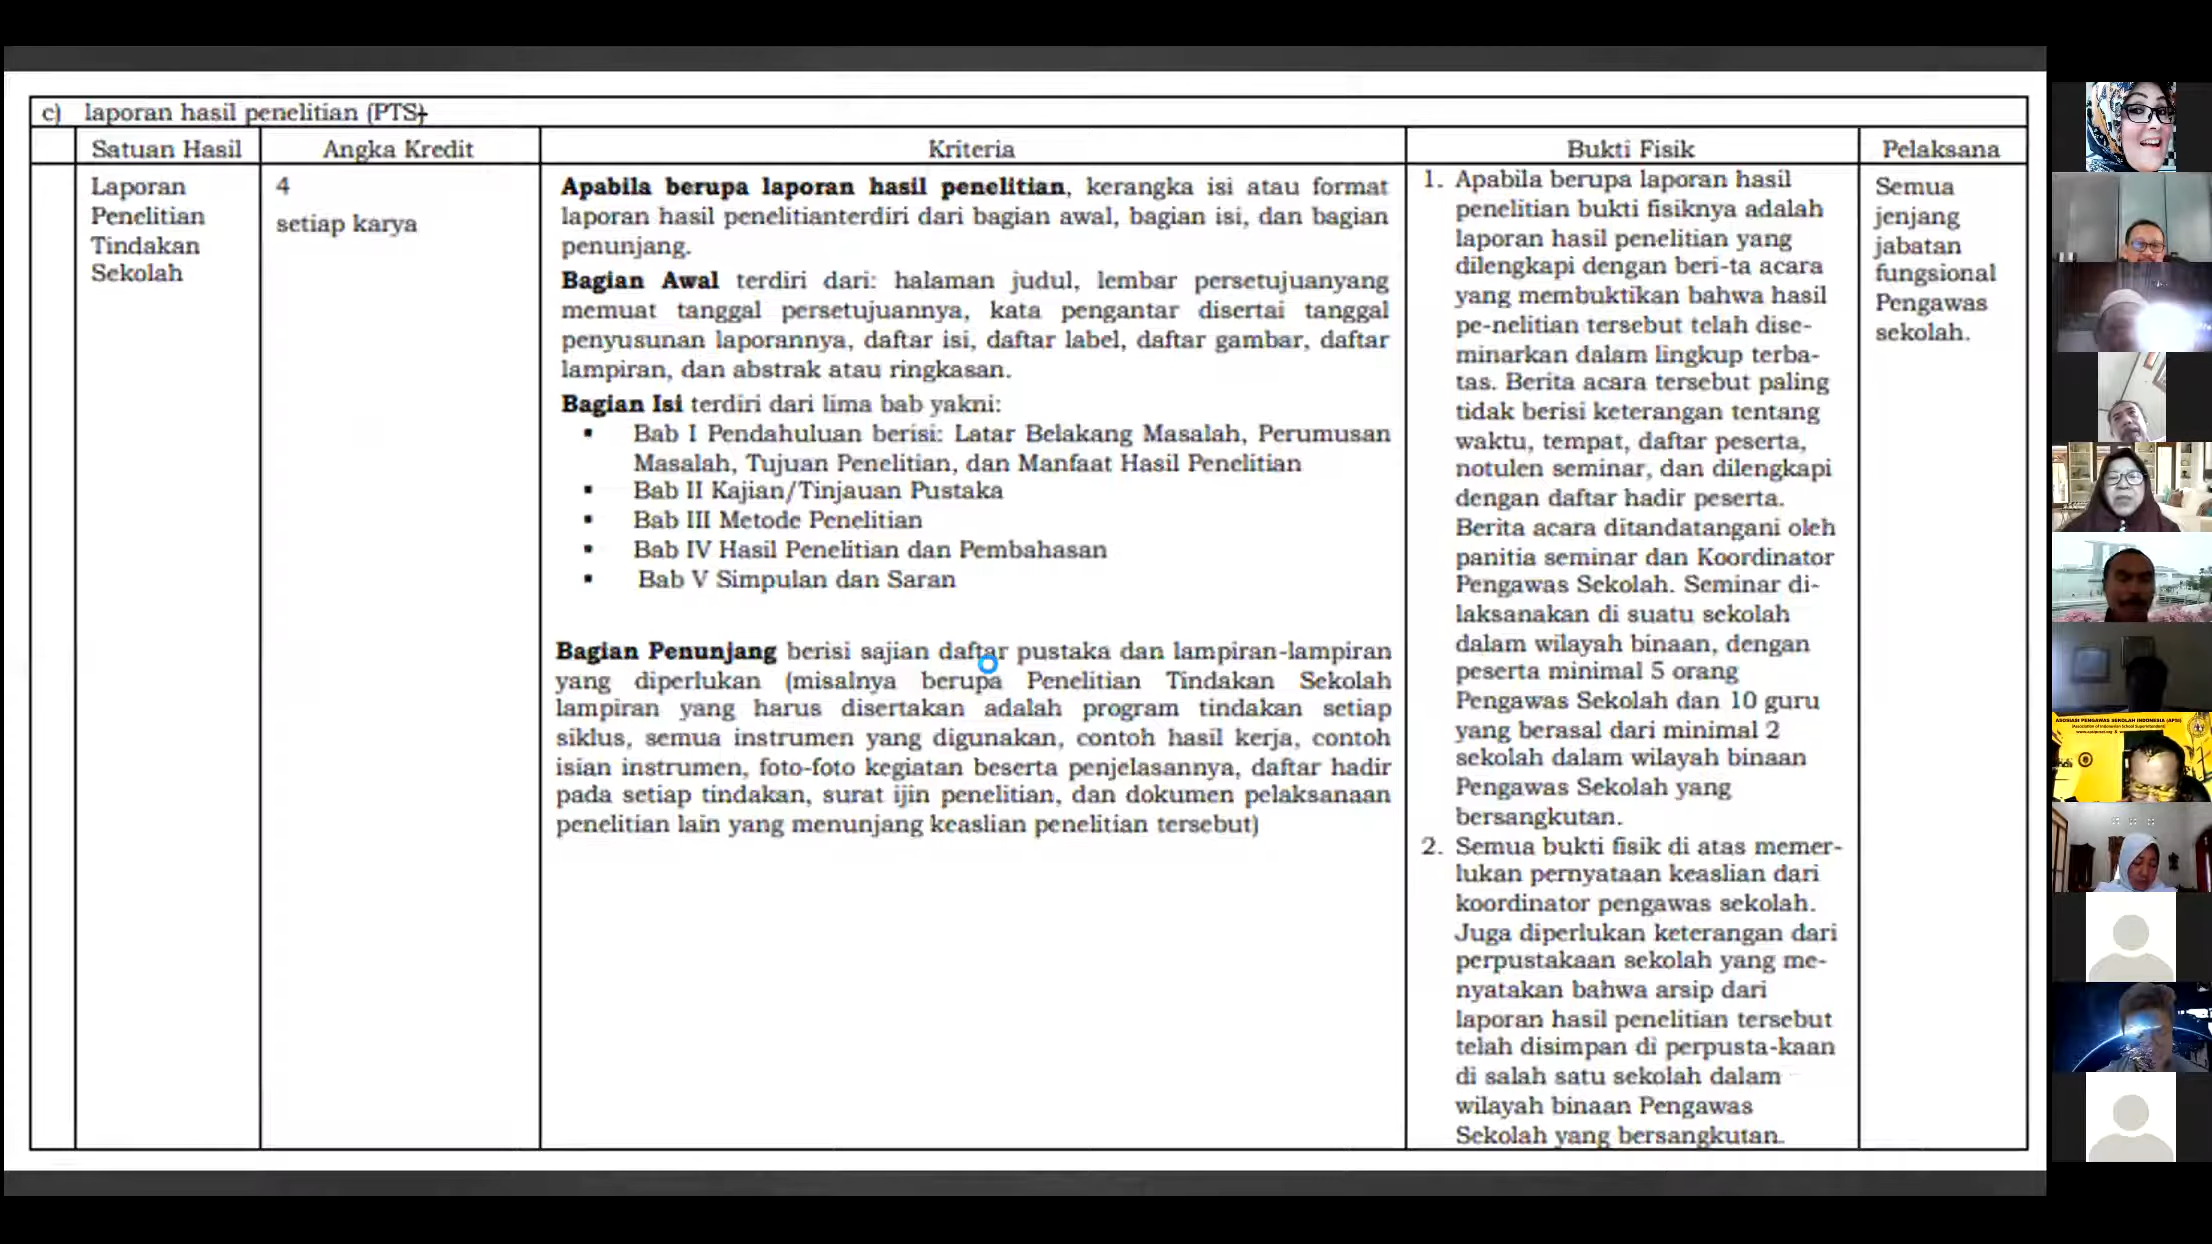 c) laporan hasil penelitian (PTS)
Satuan Hasil
Angka Kredit
Kriteria
Bukti Fisik
Pelaksana
Laporan
Penelitian
Tindakan
Sekolah
4
setiap karya
Apabila berupa laporan hasil penelitian, kerangka isi atau format
laporan hasil penelitianterdiri dari bagian awal, bagian isi, dan bagian
penunjang.
Bagian Awal terdiri dari: halaman judul, lembar persetujuanyang
memuat tanggal persetujuannya, kata pengantar disertai tanggal
penyusunan laporannya, daftar isi, daftar label, daftar gambar, daftar
lampiran, dan abstrak atau ringkasan.
Bagian Isi terdiri dari lima bab yakni:
▪ Bab I Pendahuluan berisi: Latar Belakang Masalah, Perumusan
Masalah, Tujuan Penelitian, dan Manfaat Hasil Penelitian
▪ Bab II Kajian/Tinjauan Pustaka
▪ Bab III Metode Penelitian
▪ Bab IV Hasil Penelitian dan Pembahasan
▪ Bab V Simpulan dan Saran
Bagian Penunjang berisi sajian daftar pustaka dan lampiran-lampiran
yang diperlukan (misalnya berupa Penelitian Tindakan Sekolah
lampiran yang harus disertakan adalah program tindakan setiap
siklus, semua instrumen yang digunakan, contoh hasil kerja, contoh
isian instrumen, foto-foto kegiatan beserta penjelasannya, daftar hadir
pada setiap tindakan, surat ijin penelitian, dan dokumen pelaksanaan
penelitian lain yang menunjang keaslian penelitian tersebut)
1. Apabila berupa laporan hasil
penelitian bukti fisiknya adalah
laporan hasil penelitian yang
dilengkapi dengan beri-ta acara
yang membuktikan bahwa hasil
pe-nelitian tersebut telah dise-
minarkan dalam lingkup terba-
tas. Berita acara tersebut paling
tidak berisi keterangan tentang
waktu, tempat, daftar peserta,
notulen seminar, dan dilengkapi
dengan daftar hadir peserta.
Berita acara ditandatangani oleh
panitia seminar dan Koordinator
Pengawas Sekolah. Seminar di-
laksanakan di suatu sekolah
dalam wilayah binaan, dengan
peserta minimal 5 orang
Pengawas Sekolah dan 10 guru
yang berasal dari minimal 2
sekolah dalam wilayah binaan
Pengawas Sekolah yang
bersangkutan.
2. Semua bukti fisik di atas memer-
lukan pernyataan keaslian dari
koordinator pengawas sekolah.
Juga diperlukan keterangan dari
perpustakaan sekolah yang me-
nyatakan bahwa arsip dari
laporan hasil penelitian tersebut
telah disimpan di perpusta-kaan
di salah satu sekolah dalam
wilayah binaan Pengawas
Sekolah yang bersangkutan.
Semua
jenjang
jabatan
fungsional
Pengawas
sekolah.
ASOSIASI PENGAWAS SEKOLAH INDONESIA (APSI)